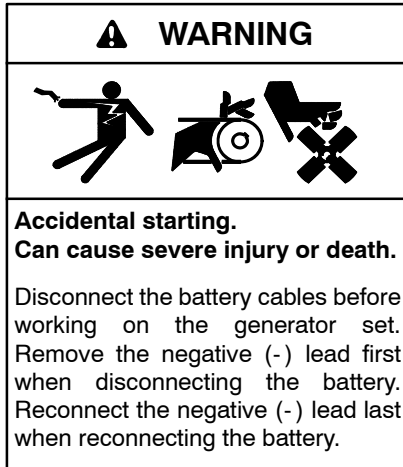 WARNING
Accidental starting.
Can cause severe injury or death.
Disconnect the battery cables before
working on the generator set.
Remove the negative (-) lead first
when disconnecting the battery.
Reconnect the negative (-) lead last
when reconnecting the battery.